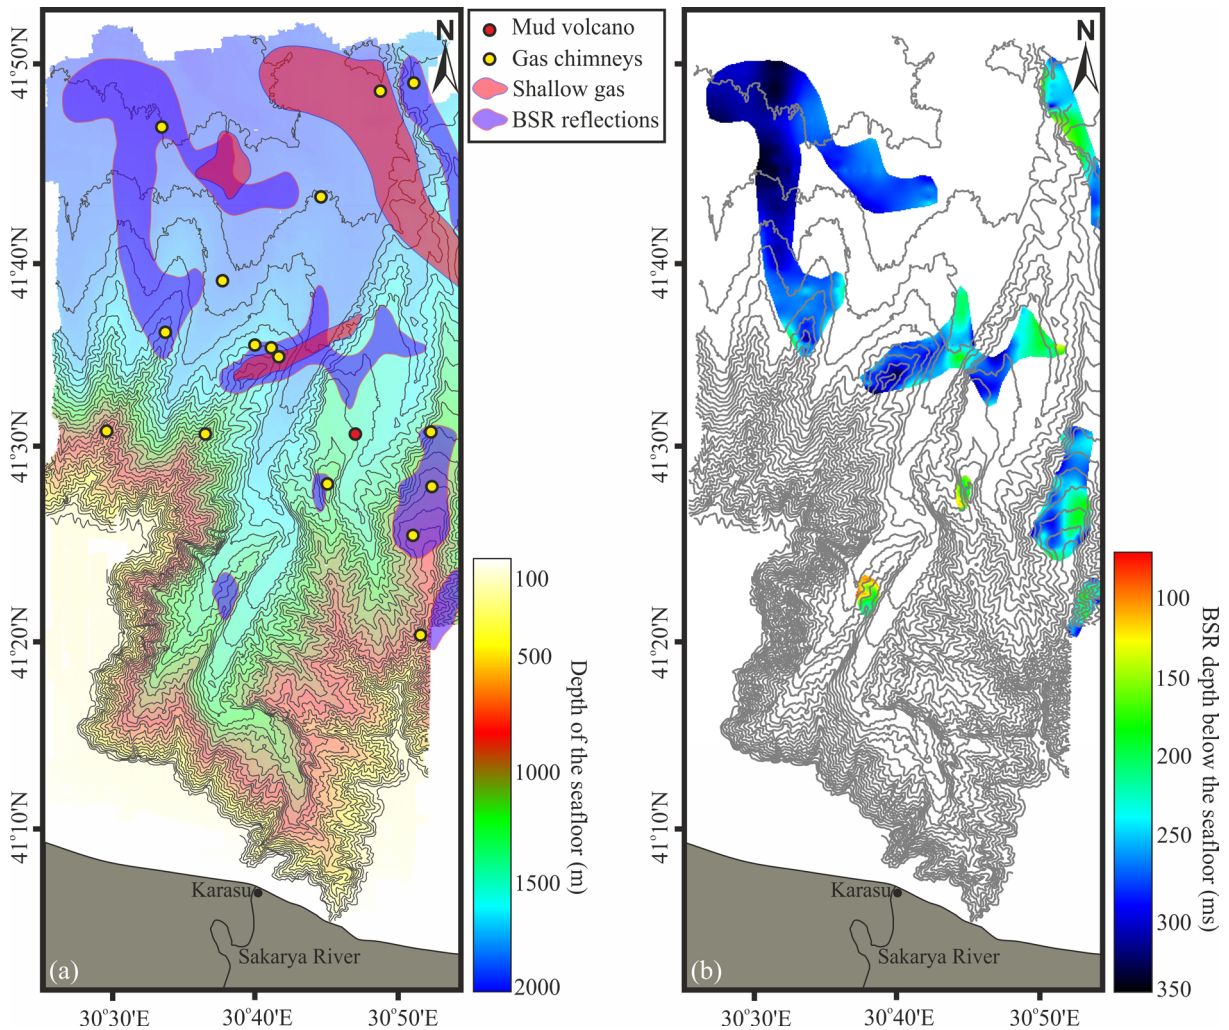 N
Mud volcano
Gas chimneys
Shallow gas
BSR reflections
N
41°50'N
41°40'N
41°30'N
41°20'N
41°10'N
100
500
1000
1500
2000
Depth of the seafloor (m)
Karasu
Sakarya River
(a)
30°30'E
30°40'E
30°50'E
41°50'N
41°40'N
41°30'N
41°20'N
41°10'N
100
150
200
250
300
350
BSR depth below the seafloor (ms)
Karasu
Sakarya River
(b)
30°30'E
30°40'E
30°50'E